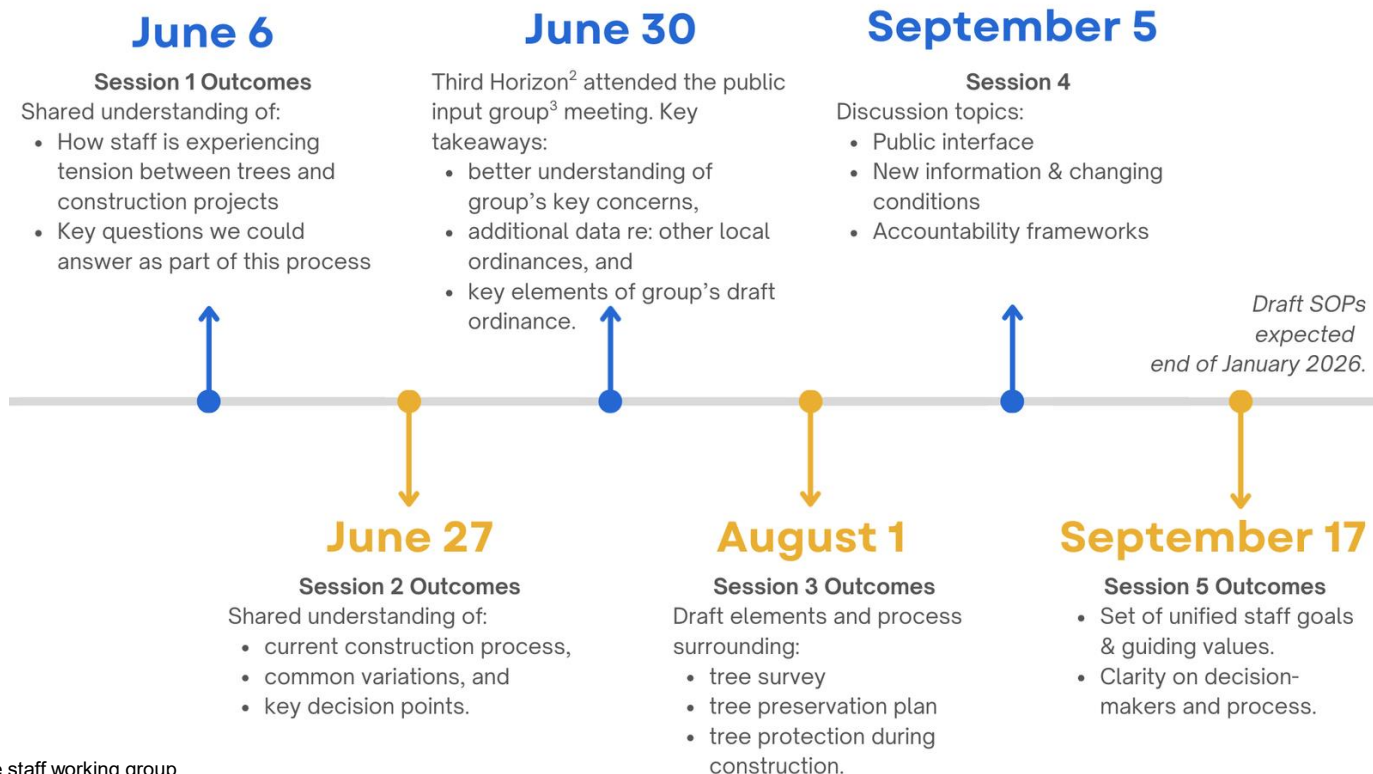 June 6
Session 1 Outcomes
Shared understanding of:
• How staff is experiencing
tension between trees and
construction projects
• Key questions we could
answer as part of this process
June 30
Third Horizon² attended the public
input group³ meeting. Key
takeaways:
• better understanding of
group's key concerns,
• additional data re: other local
ordinances, and
• key elements of group's draft
ordinance.
September 5
Session 4
Discussion topics:
• Public interface
• New information & changing
conditions
• Accountability frameworks
Draft SOPs
expected
end of January 2026.
June 27
Session 2 Outcomes
Shared understanding of:
• current construction process,
• common variations, and
• key decision points.
August 1
Session 3 Outcomes
Draft elements and process
surrounding:
• tree survey
• tree preservation plan
• tree protection during
construction.
September 17
Session 5 Outcomes
• Set of unified staff goals
& guiding values.
• Clarity on decision-
makers and process.
staff working group